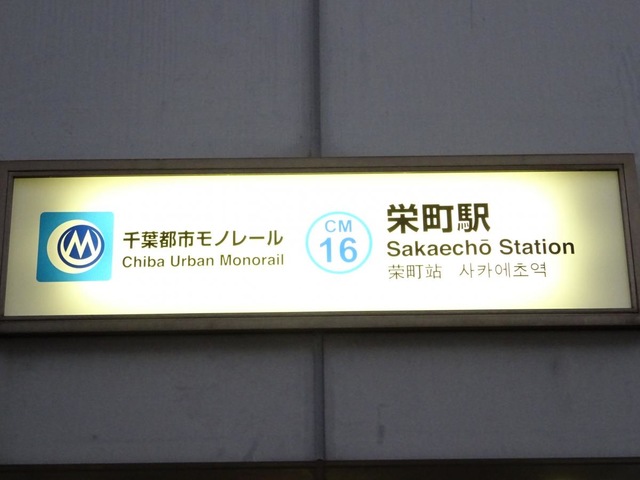 M
千葉都市モノレール
Chiba Urban Monorail
CM
16
栄町駅
Sakaechō Station
荣町站 사카에초역